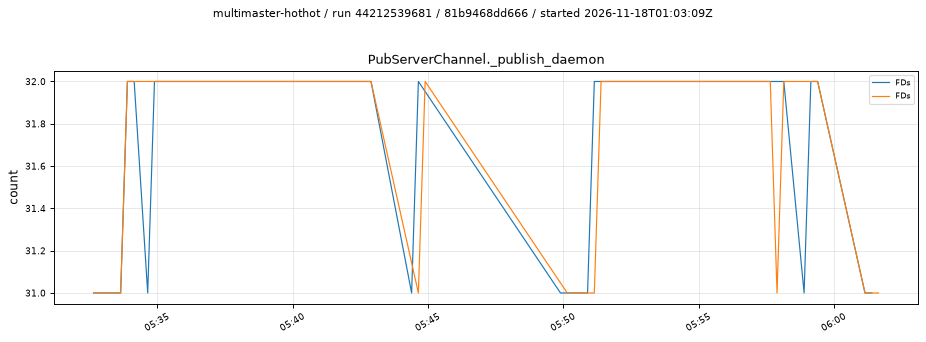 multimaster-hothot / run 44212539681 / 81b9468dd666 / started 2026-11-18T01:03:09Z
PubServerChannel._publish_daemon
FDs
FDs
count
32.0
31.8
31.6
31.4
31.2
31.0
05:35
05:40
05:45
05:50
05:55
06:00